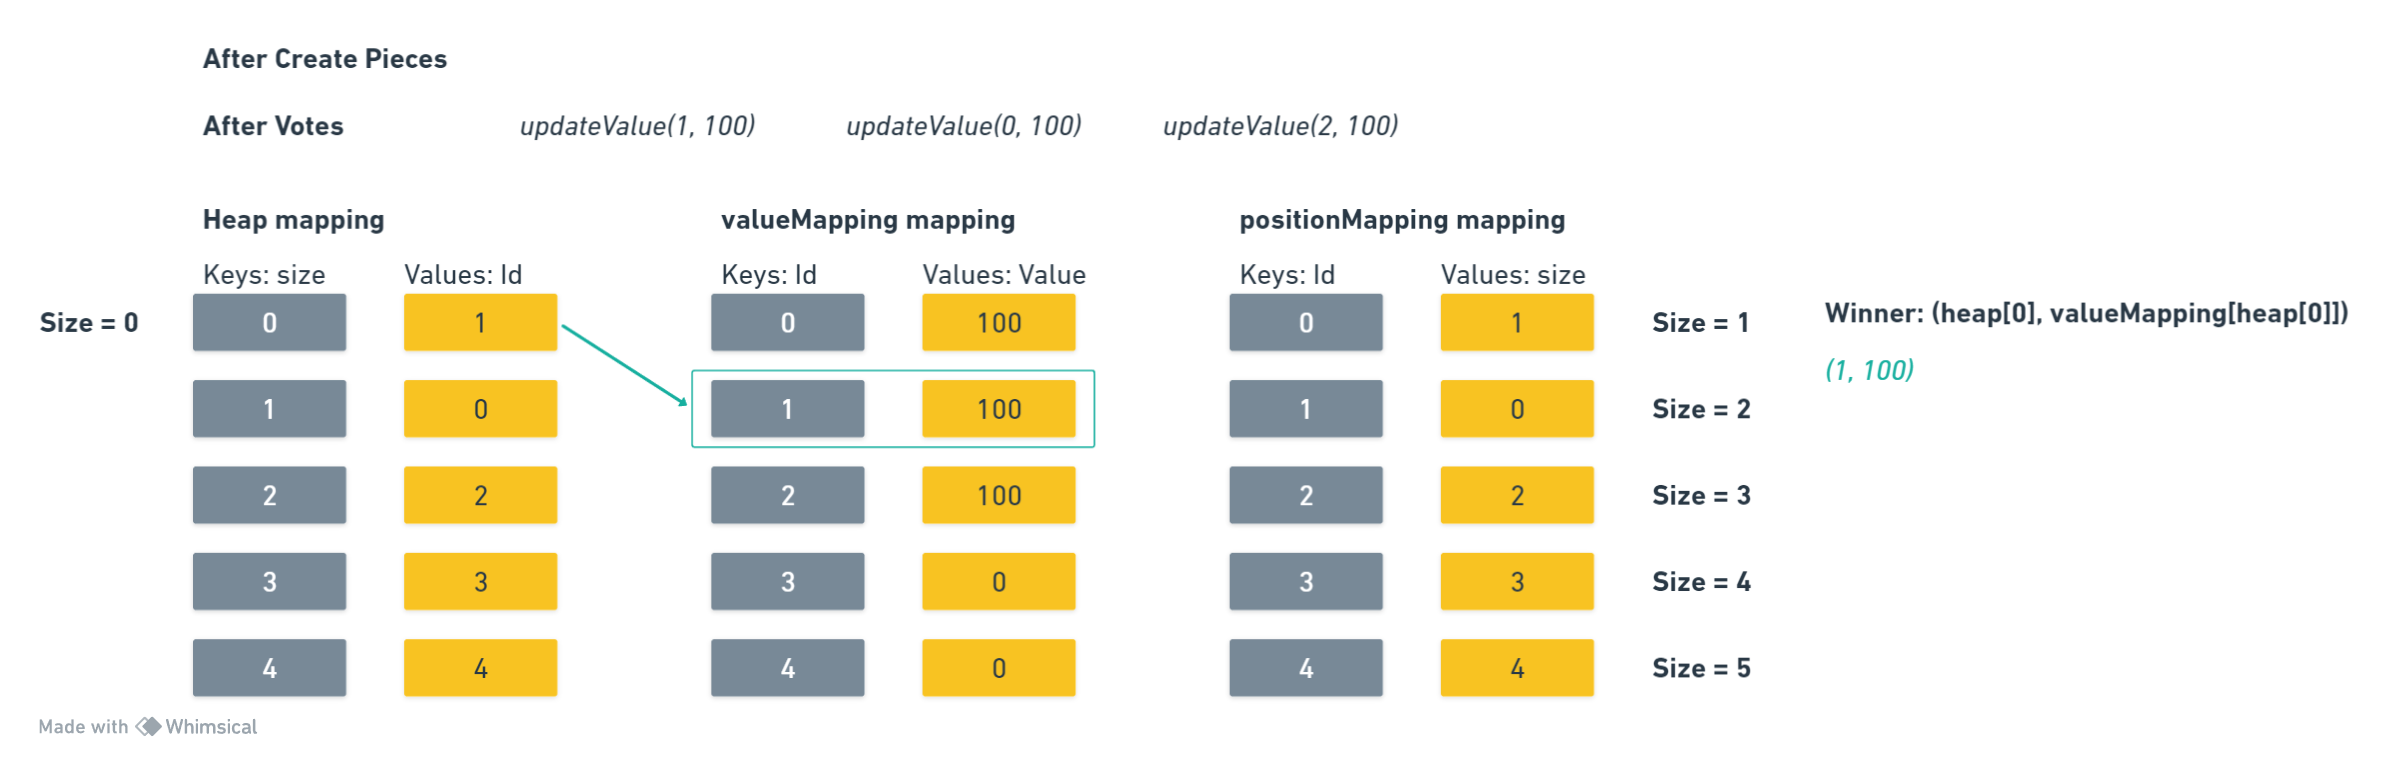 After Create Pieces
After Votes updateValue(1, 100) updateValue(0, 100) updateValue(2, 100)
Heap mapping valueMapping mapping positionMapping mapping
Keys: size Values: Id Keys: Id Values: Value Keys: Id Values: size
Size = 0 0 1 0 100 0 1 Size = 1 Winner: (heap[0], valueMapping[heap[0]])
(1, 100)
1 0 1 100 1 0 Size = 2
2 2 2 100 2 2 Size = 3
3 3 3 0 3 3 Size = 4
4 4 4 0 4 4 Size = 5
Made with Whimsical